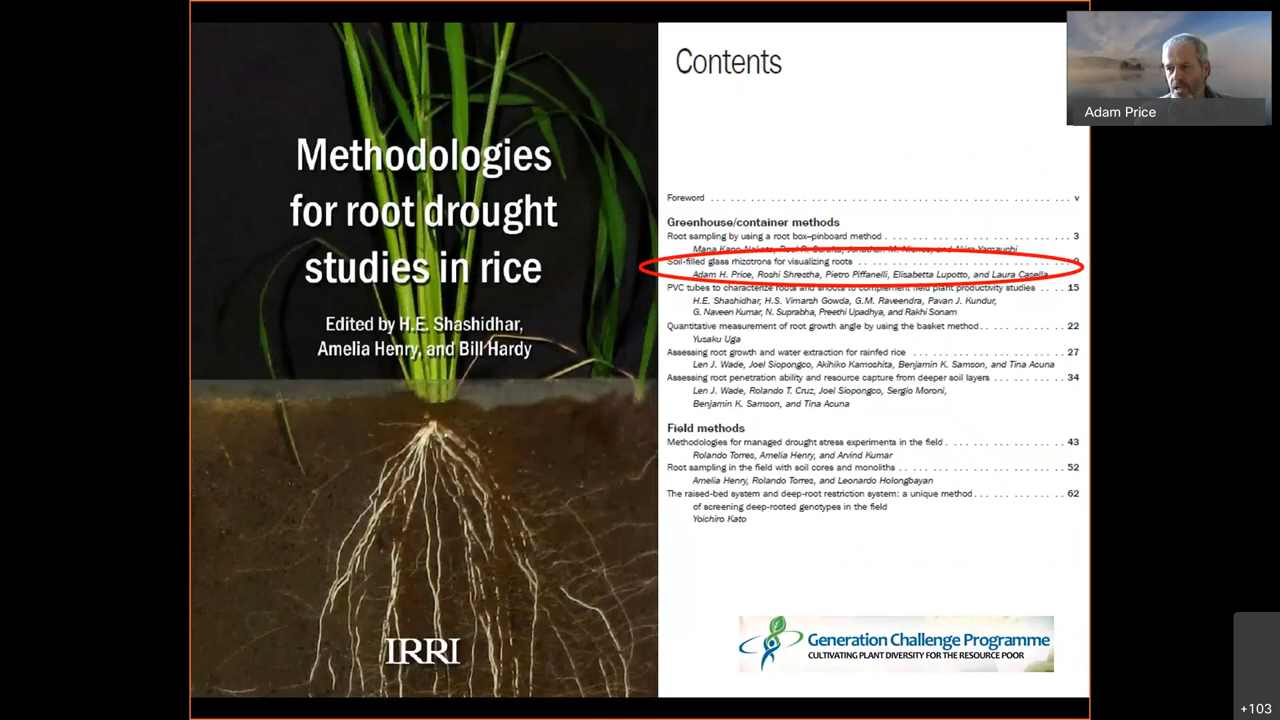 Methodologies
for root drought
studies in rice
Edited by H.E. Shashidhar,
Amelia Henry, and Bill Hardy
IRRI
Contents
Foreword . . . . . . . . . . . . . . . . . . . . . . . . . . . . . . v
Greenhouse/container methods
Root sampling by using a root box–pinboard method . . . . . . . . . . . . . . 3
Soil-filled glass rhizotrons for visualizing roots . . . . . . . . . . . . . . 9
Adam H. Price, Roshi Shrestha, Pietro Piffanelli, Elisabetta Lupotto, and Laura Casella
PVC tubes to characterize roots and shoots to complement field plant productivity studies . . . . 15
H.E. Shashidhar, H.S. Vimarsh Gowda, G.M. Raveendra, Pavan J. Kundur,
G. Naveen Kumar, N. Suprabha, Preethi Upadhya, and Rakhi Sonam
Quantitative measurement of root growth angle by using the basket method. . . . . . . . . 22
Yusaku Uga
Assessing root growth and water extraction for rainfed rice . . . . . . . . . . . . . . 27
Len J. Wade, Joel Siopongco, Akihiko Kamoshita, Benjamin K. Samson, and Tina Acuna
Assessing root penetration ability and resource capture from deeper soil layers . . . . . . . . 34
Len J. Wade, Rolando T. Cruz, Joel Siopongco, Sergio Moroni,
Benjamin K. Samson, and Tina Acuna
Field methods
Methodologies for managed drought stress experiments in the field . . . . . . . . . . . 43
Rolando Torres, Amelia Henry, and Arvind Kumar
Root sampling in the field with soil cores and monoliths . . . . . . . . . . . . . . 52
Amelia Henry, Rolando Torres, and Leonardo Holongbayan
The raised-bed system and deep-root restriction system: a unique method . . . . . . . . . 62
of screening deep-rooted genotypes in the field
Yoichiro Kato
Generation Challenge Programme
CULTIVATING PLANT DIVERSITY FOR THE RESOURCE POOR
Adam Price
+103